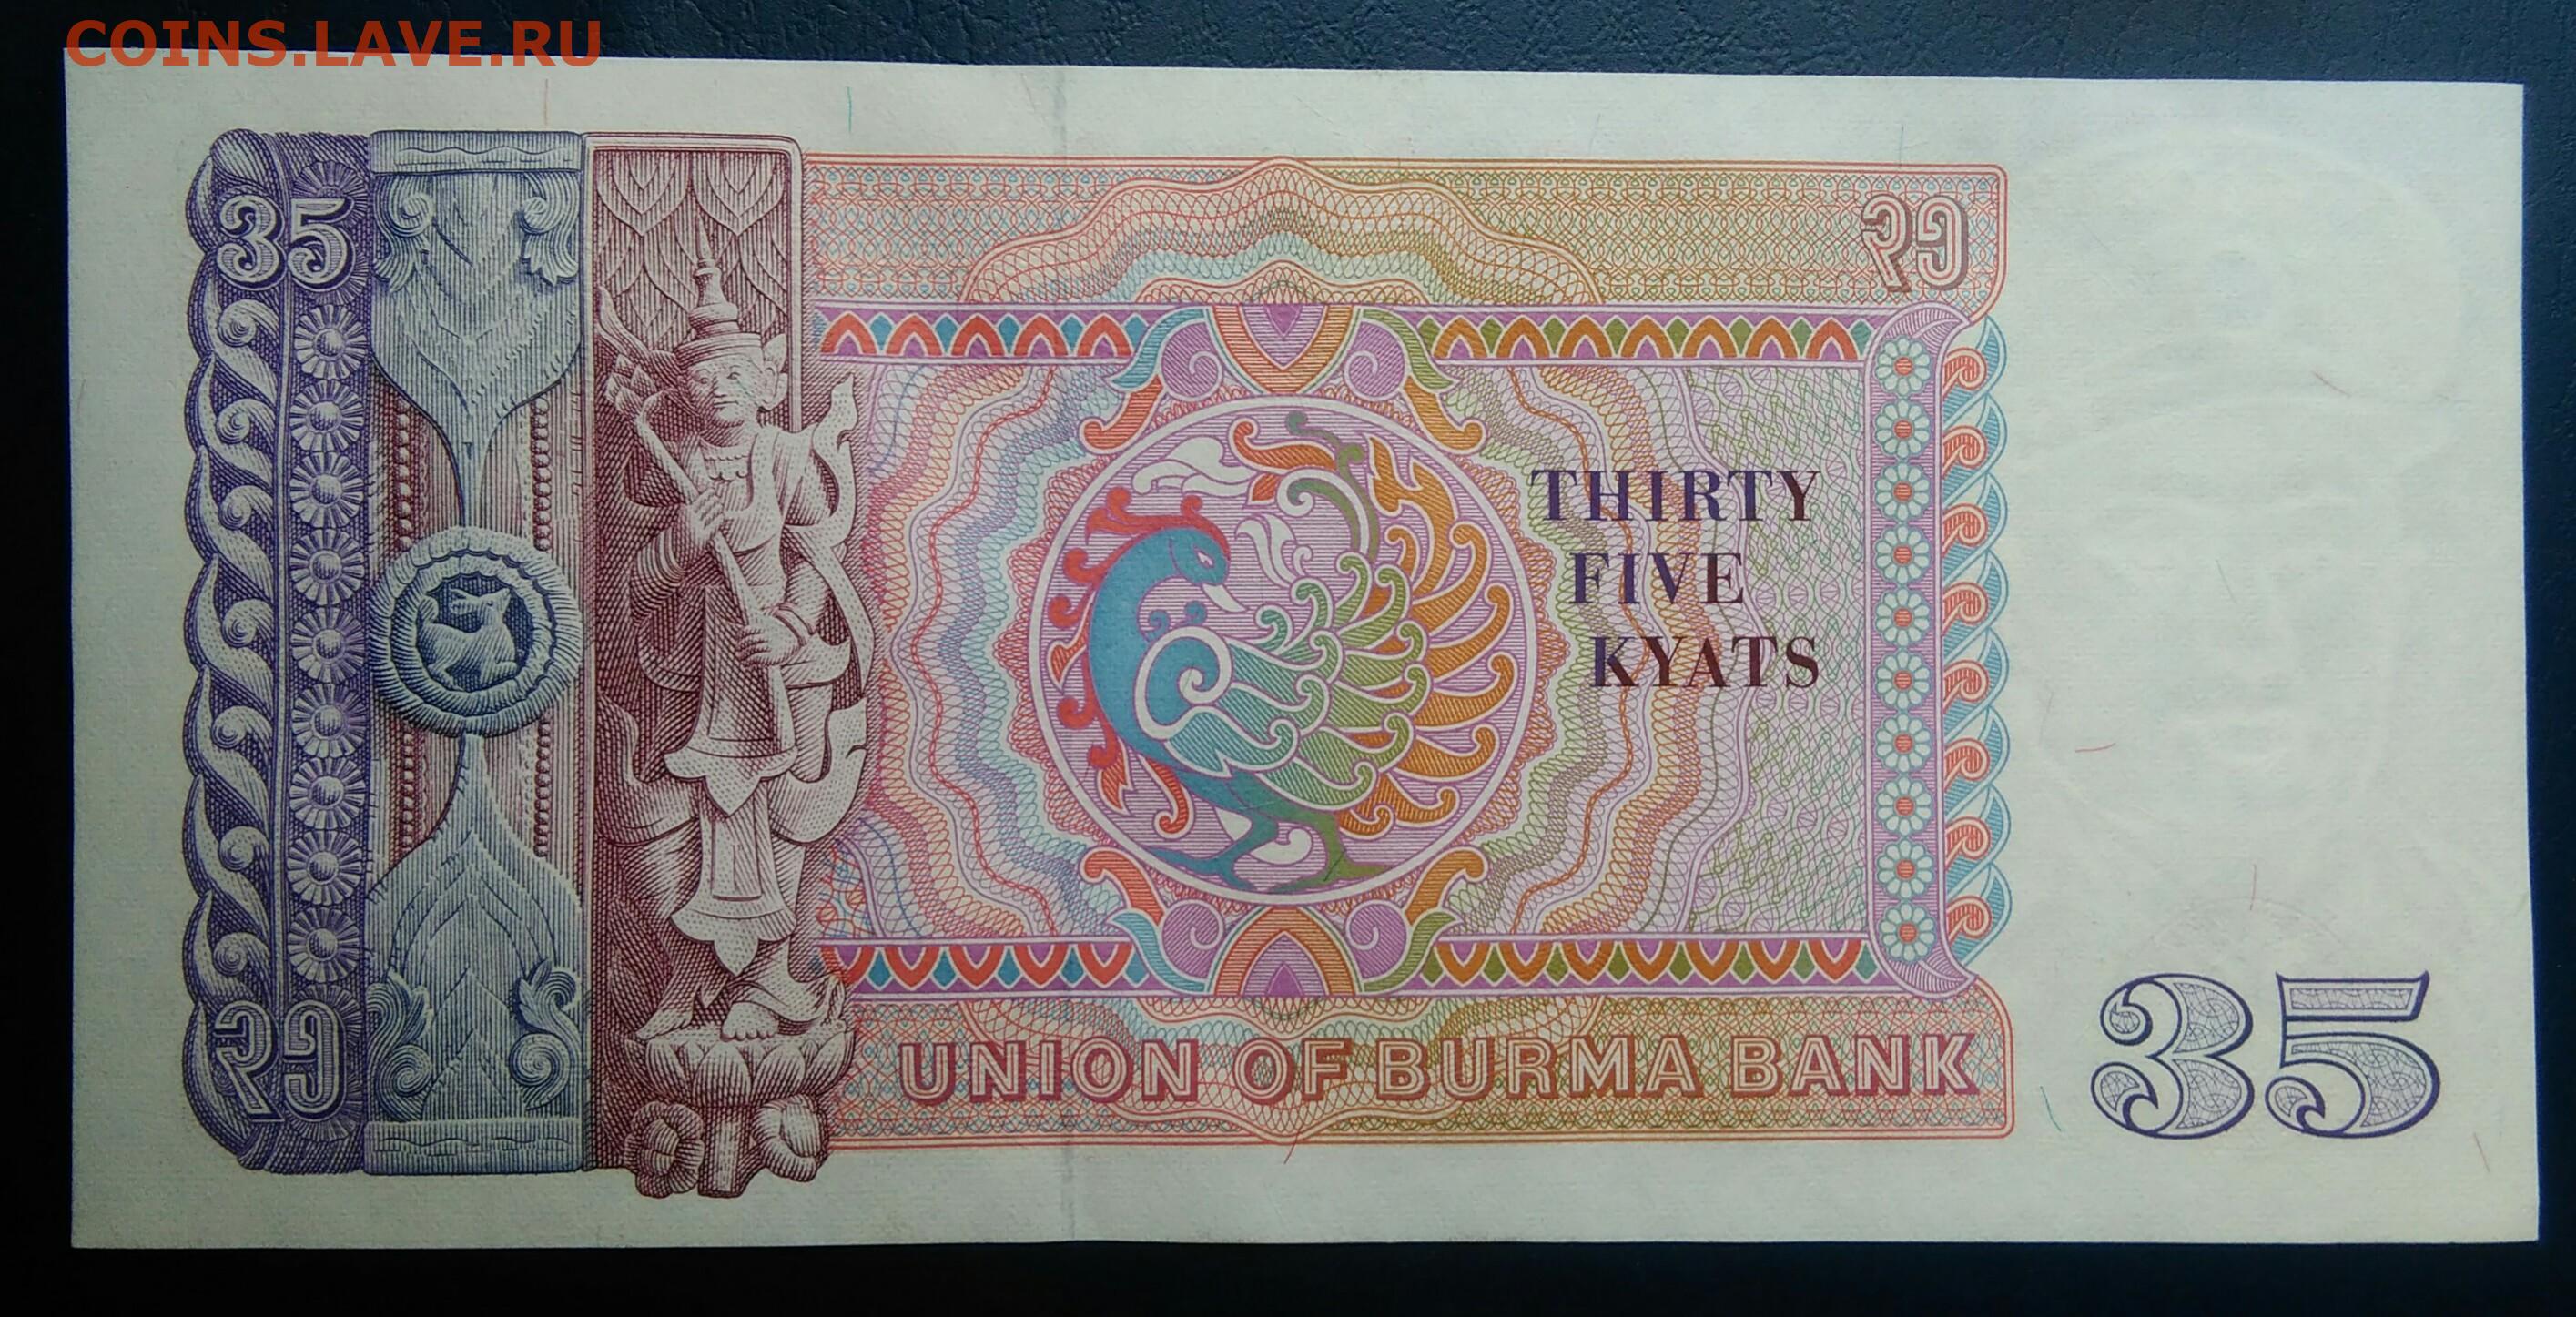 COINS.LAVE.RU
35
၃၅
THIRTY
FIVE
KYATS
၃၅
UNION OF BURMA BANK
35